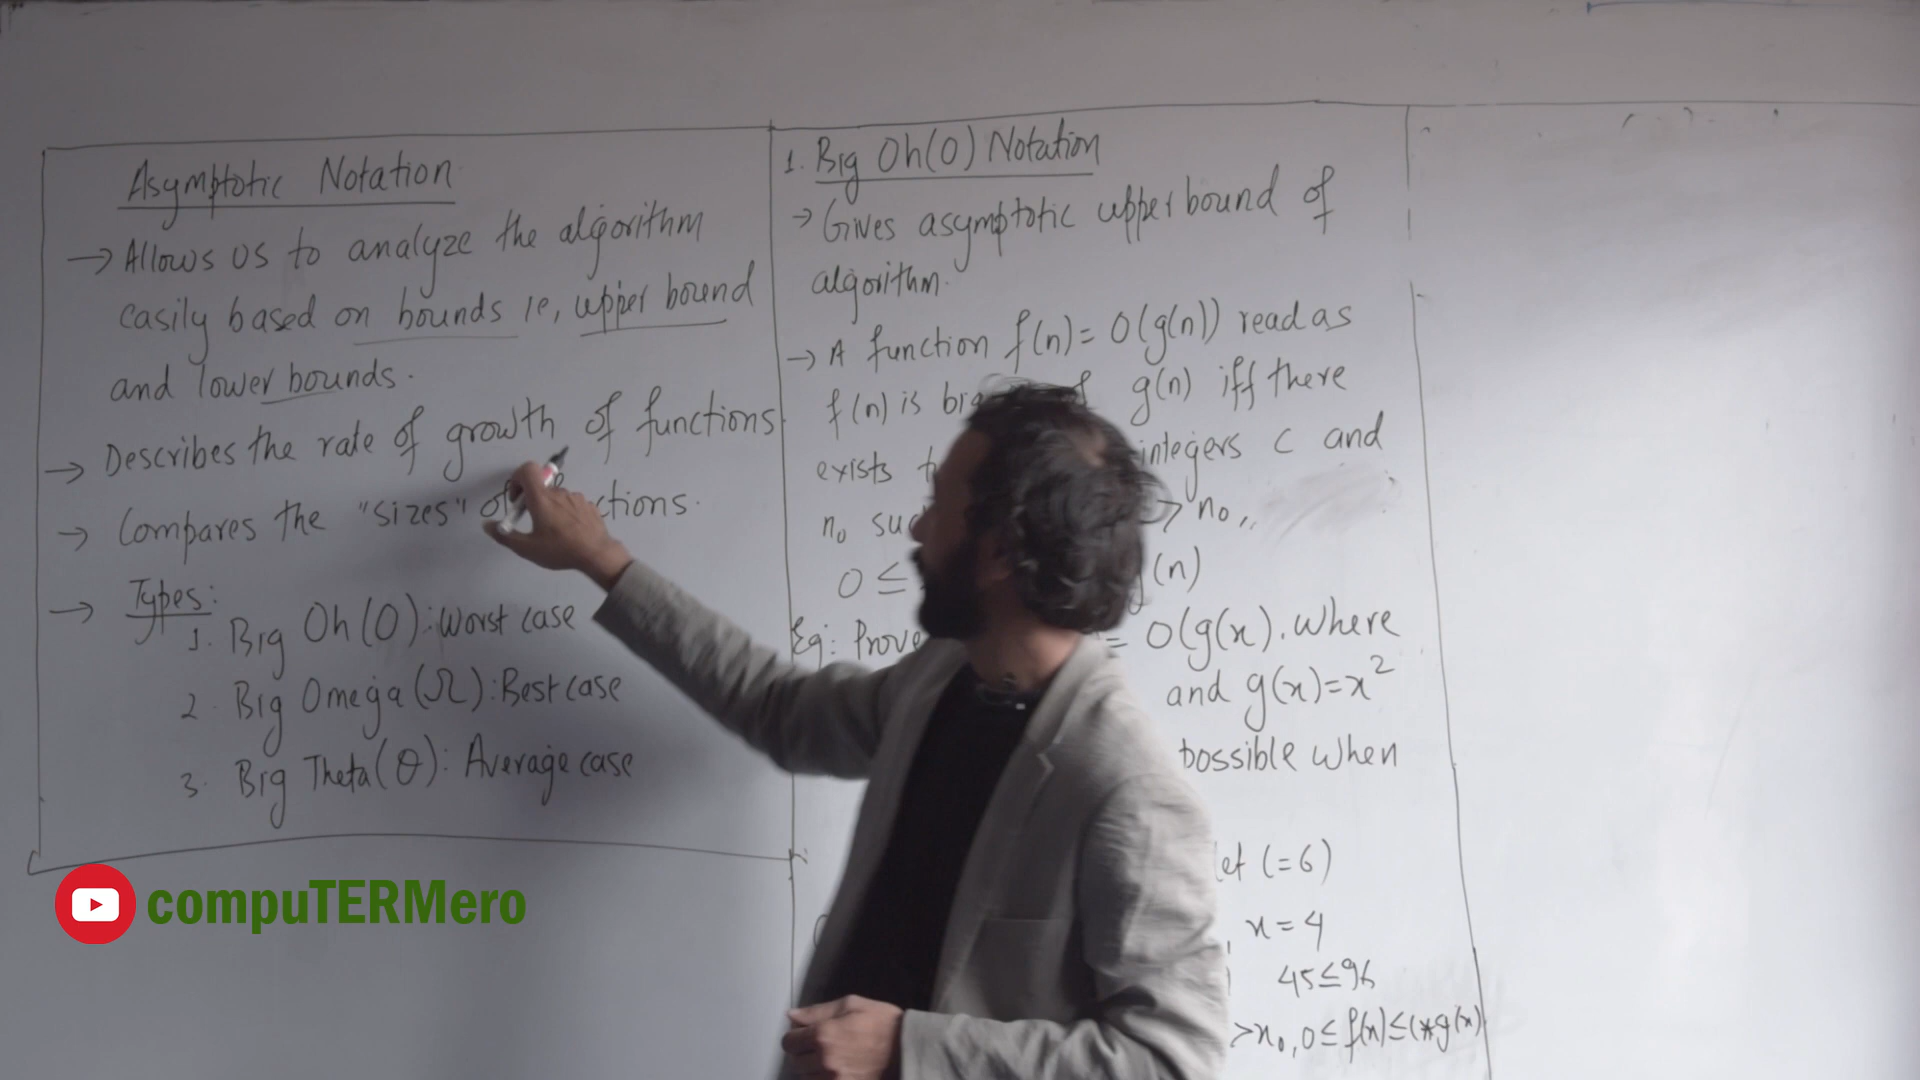 Asymptotic Notation
→ Allows us to analyze the algorithm
easily based on bounds ie, upper bound
and lower bounds.
→ Describes the rate of growth of functions
→ Compares the "sizes" of
→ Types:
1. Big Oh (O): Worst case
2. Big Omega (Ω): Best case
3. Big Theta (θ): Average case
computTERMero
1. Big Oh(O) Notation
→ Gives asymptotic upper bound of
algorithm.
→ A function f(n) = O(g(n)) read as
f(n) is g(n) iff there
exists integers c and
n₀ > n₀,,
0 ≤ (n)
Eg: Prove = O(g(x). where
and g(x)=x²
possible when
let c=6)
x=4
45≤96
>x₀, 0≤f(x)≤c*g(x)